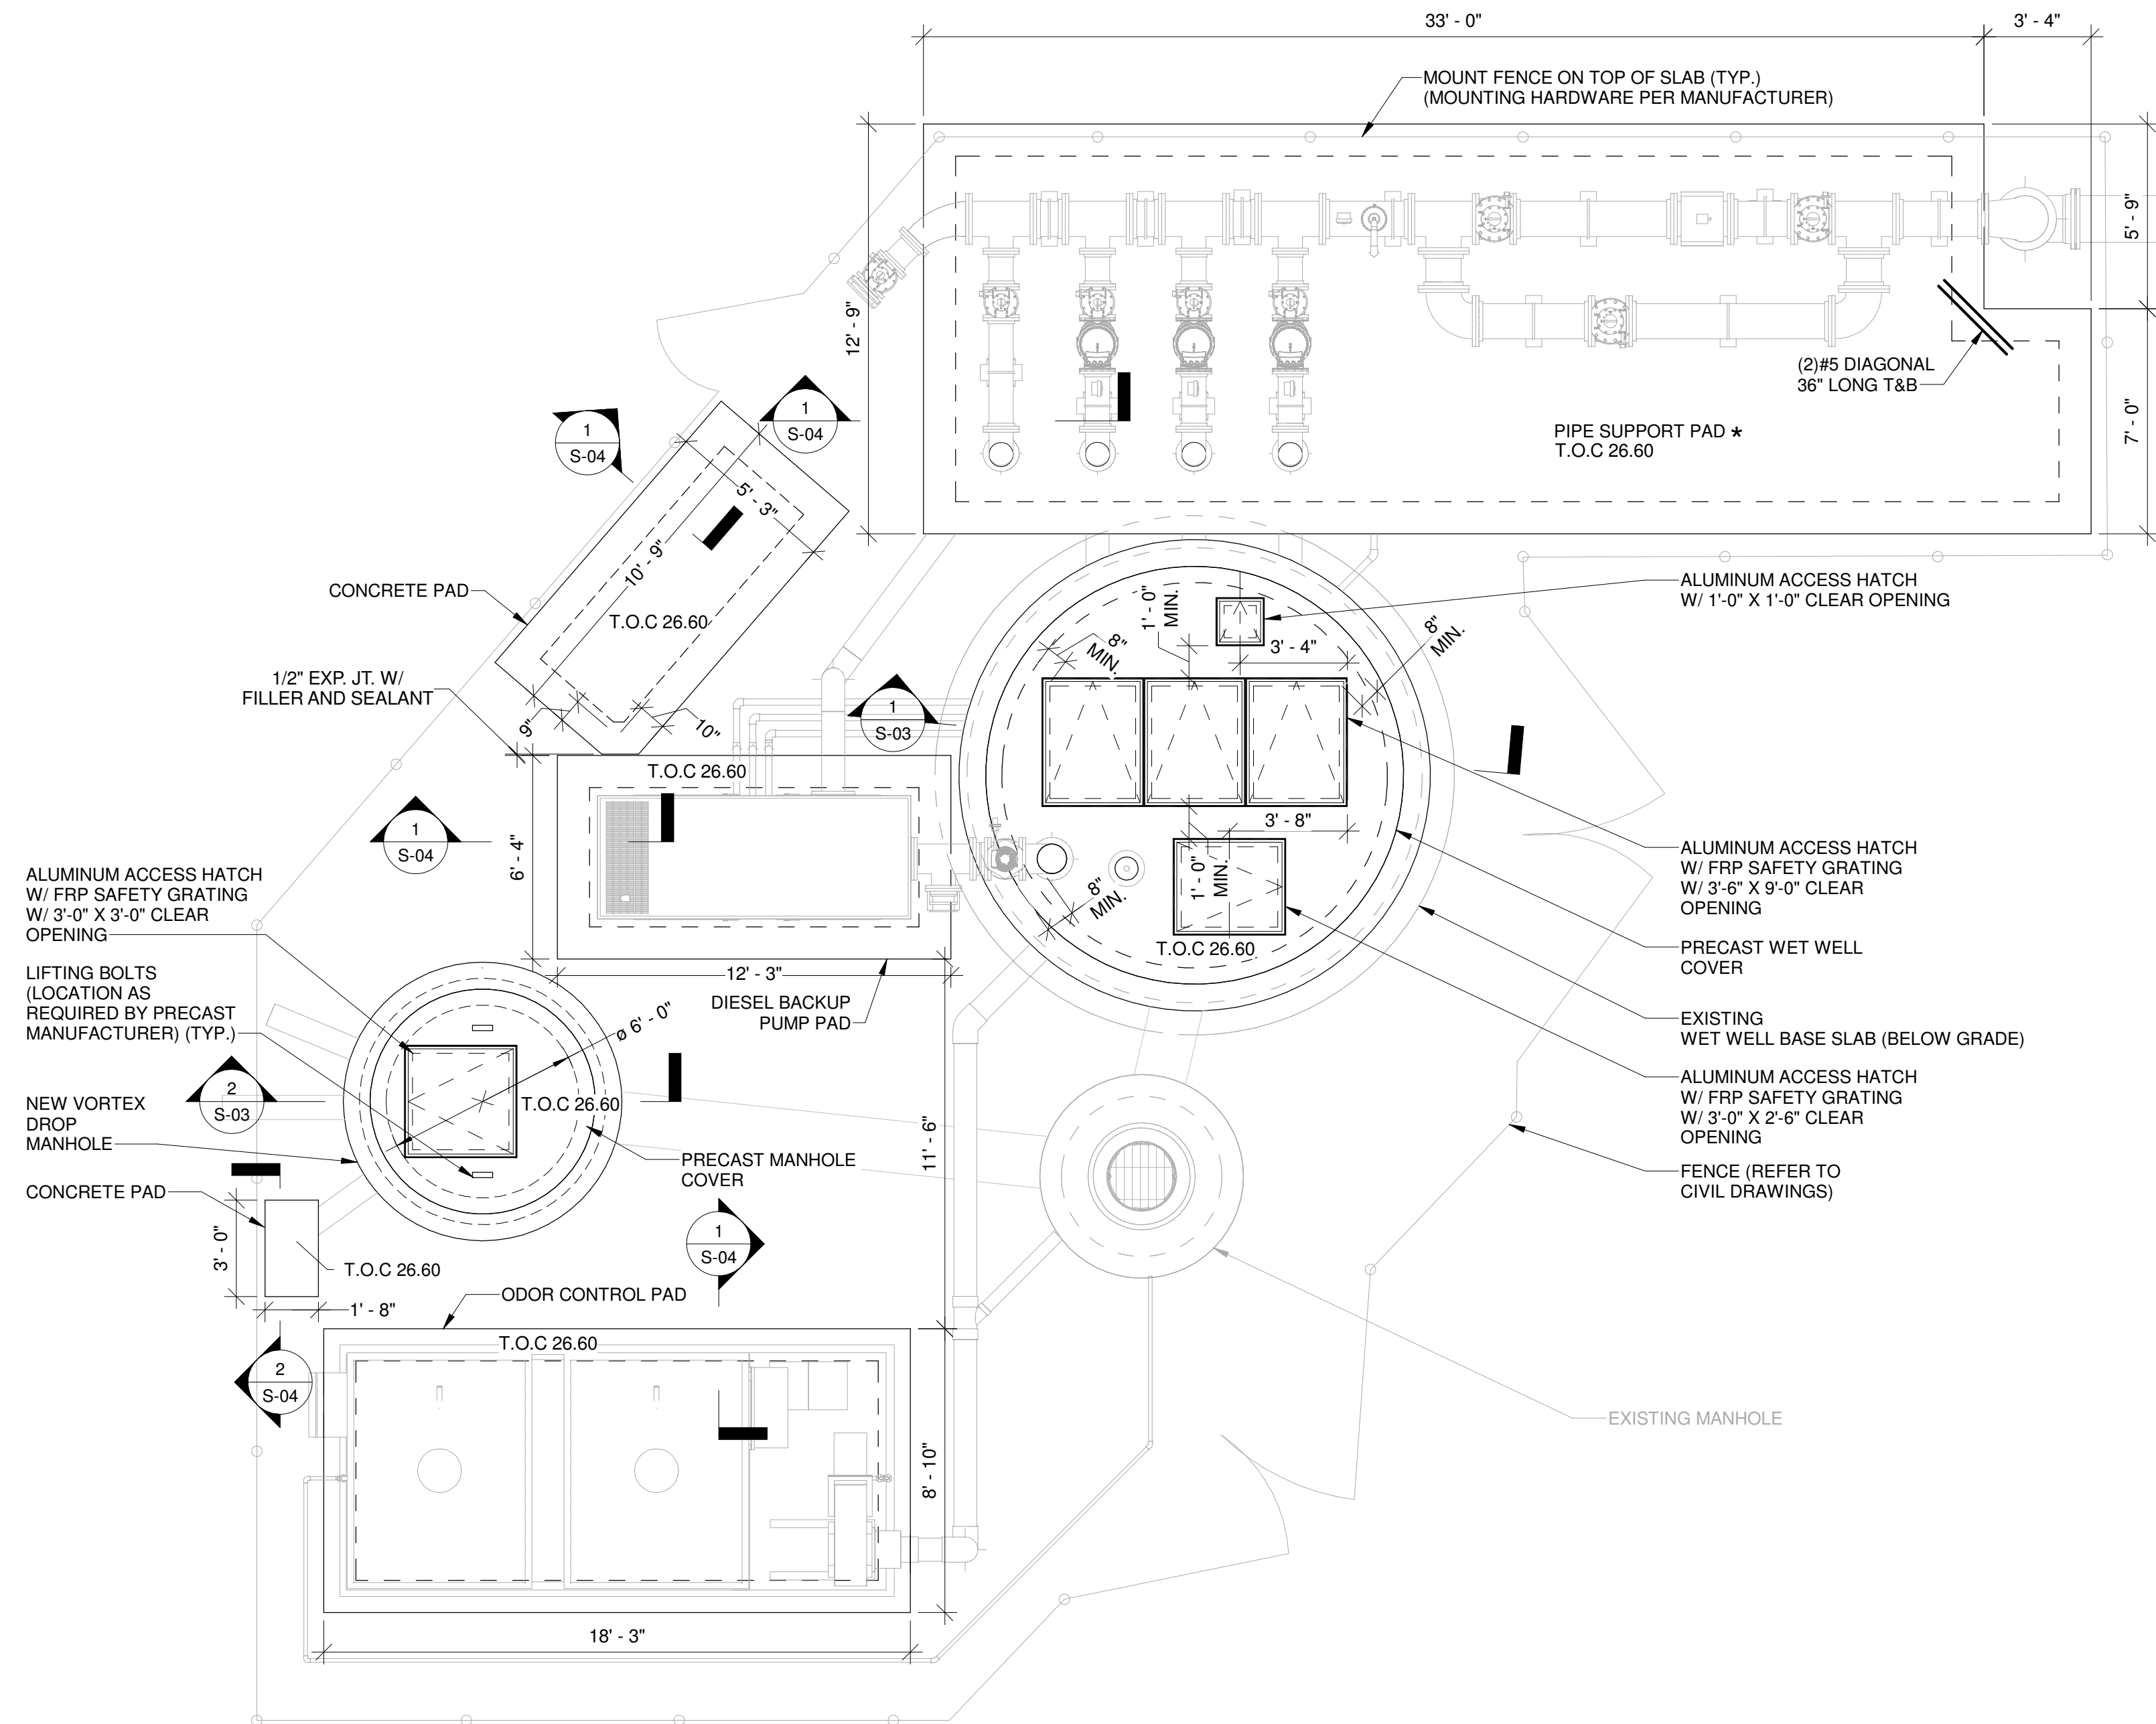 33' - 0"
3' - 4"
MOUNT FENCE ON TOP OF SLAB (TYP.)
(MOUNTING HARDWARE PER MANUFACTURER)
12' - 9"
5' - 9"
7' - 0"
(2)#5 DIAGONAL
36" LONG T&B
PIPE SUPPORT PAD *
T.O.C 26.60
1
S-04
1
S-04
5' - 3"
10' - 9"
T.O.C 26.60
CONCRETE PAD
1/2" EXP. JT. W/
FILLER AND SEALANT
9"
10"
1
S-03
1' - 0"
MIN.
8"
MIN.
3' - 4"
8"
MIN.
ALUMINUM ACCESS HATCH
W/ 1'-0" X 1'-0" CLEAR OPENING
T.O.C 26.60
1
S-04
6' - 4"
12' - 3"
DIESEL BACKUP
PUMP PAD
3' - 8"
1' - 0"
MIN.
8"
MIN.
T.O.C 26.60
ALUMINUM ACCESS HATCH
W/ FRP SAFETY GRATING
W/ 3'-6" X 9'-0" CLEAR
OPENING
PRECAST WET WELL
COVER
EXISTING
WET WELL BASE SLAB (BELOW GRADE)
ALUMINUM ACCESS HATCH
W/ FRP SAFETY GRATING
W/ 3'-0" X 2'-6" CLEAR
OPENING
FENCE (REFER TO
CIVIL DRAWINGS)
ALUMINUM ACCESS HATCH
W/ FRP SAFETY GRATING
W/ 3'-0" X 3'-0" CLEAR
OPENING
LIFTING BOLTS
(LOCATION AS
REQUIRED BY PRECAST
MANUFACTURER) (TYP.)
2
S-03
NEW VORTEX
DROP
MANHOLE
CONCRETE PAD
ø 6' - 0"
T.O.C 26.60
PRECAST MANHOLE
COVER
11' - 6"
3' - 0"
T.O.C 26.60
1' - 8"
1
S-04
ODOR CONTROL PAD
T.O.C 26.60
2
S-04
8' - 10"
18' - 3"
EXISTING MANHOLE